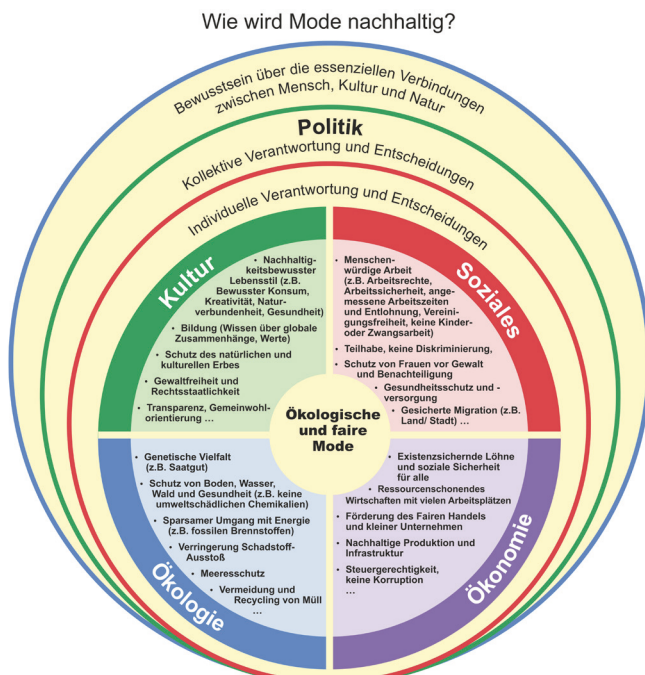 Wie wird Mode nachhaltig?
Bewusstsein über die essenziellen Verbindungen
zwischen Mensch, Kultur und Natur
Politik
Kollektive Verantwortung und Entscheidungen
Individuelle Verantwortung und Entscheidungen
Kultur
• Nachhaltig-
keitsbewusster
Lebensstil (z.B.
Bewusster Konsum,
Kreativität, Natur-
verbundenheit, Gesundheit)
• Bildung (Wissen über globale
Zusammenhänge, Werte)
• Schutz des natürlichen und
kulturellen Erbes
• Gewaltfreiheit und
Rechtsstaatlichkeit
• Transparenz, Gemeinwohl-
orientierung ...
Soziales
• Menschen-
würdige Arbeit
(z.B. Arbeitsrechte,
Arbeitssicherheit, ange-
messene Arbeitszeiten
und Entlohnung, Vereini-
gungsfreiheit, keine Kinder-
oder Zwangsarbeit)
• Teilhabe, keine Diskriminierung,
• Schutz von Frauen vor Gewalt
und Benachteiligung
• Gesundheitsschutz und -
versorgung
• Gesicherte Migration (z.B.
Land/ Stadt) ...
Ökologische
und faire
Mode
Ökologie
• Genetische Vielfalt
(z.B. Saatgut)
• Schutz von Boden, Wasser,
Wald und Gesundheit (z.B. keine
umweltschädlichen Chemikalien)
• Sparsamer Umgang mit Energie
(z.B. fossilen Brennstoffen)
• Verringerung Schadstoff-
Ausstoß
• Meeresschutz
• Vermeidung und
Recycling von Müll
...
Ökonomie
• Existenzsichernde Löhne
und soziale Sicherheit
für alle
• Ressourcenschonendes
Wirtschaften mit vielen Arbeitsplätzen
• Förderung des Fairen Handels
und kleiner Unternehmen
• Nachhaltige Produktion und
Infrastruktur
• Steuergerechtigkeit,
keine Korruption
...